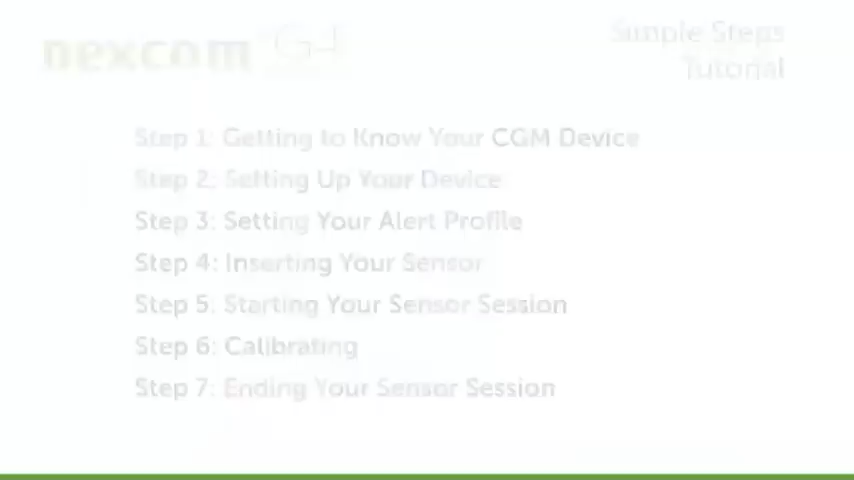 Dexcom G4
Simple Steps
Tutorial
Step 1: Getting to Know Your CGM Device
Step 2: Setting Up Your Device
Step 3: Setting Your Alert Profile
Step 4: Inserting Your Sensor
Step 5: Starting Your Sensor Session
Step 6: Calibrating
Step 7: Ending Your Sensor Session